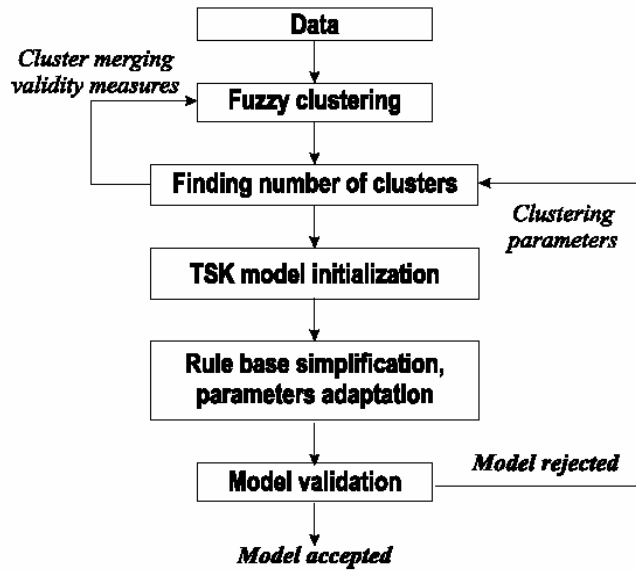 Data
Cluster merging
validity measures
Fuzzy clustering
Finding number of clusters
Clustering
parameters
TSK model initialization
Rule base simplification,
parameters adaptation
Model rejected
Model validation
Model accepted